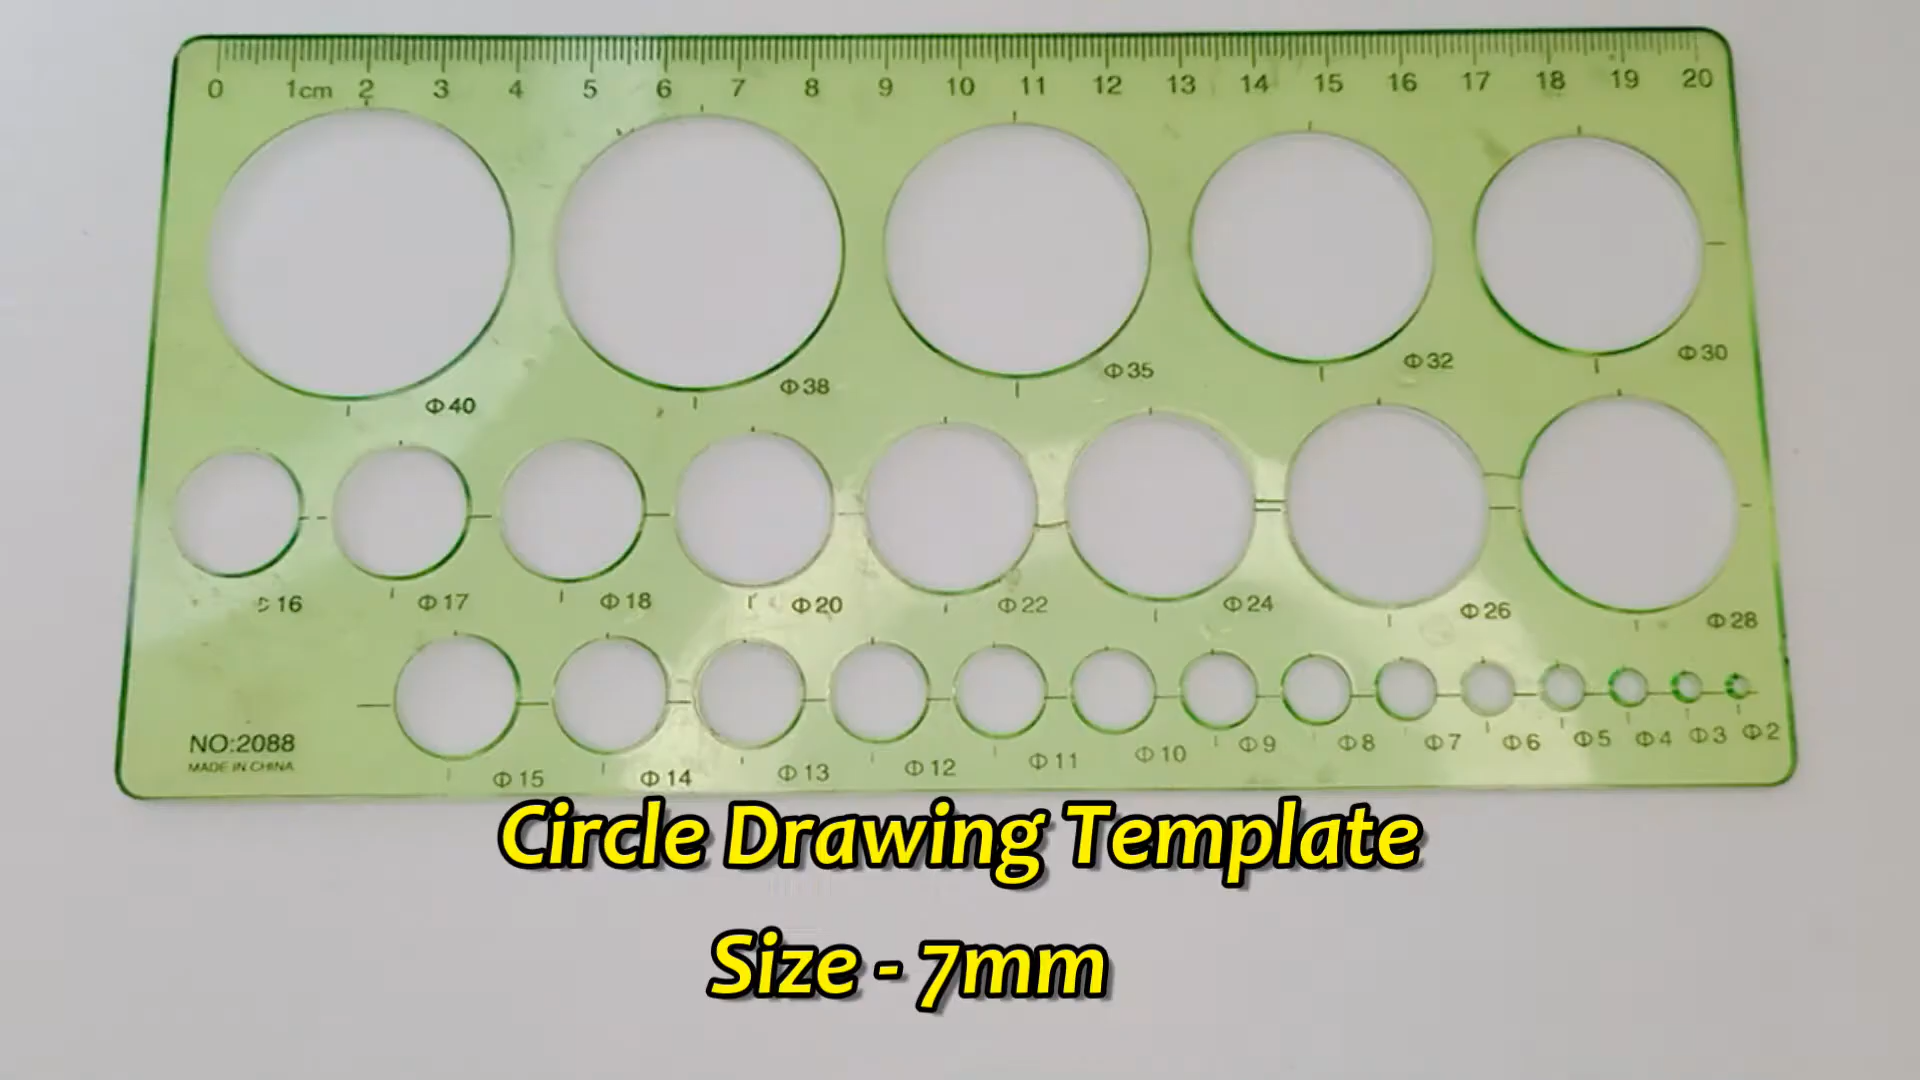 0 1cm 2 3 4 5 6 7 8 9 10 11 12 13 14 15 16 17 18 19 20
Φ40 Φ38 Φ35 Φ32 Φ30
16 Φ17 Φ18 Φ20 Φ22 Φ24 Φ26 Φ28
Φ15 Φ14 Φ13 Φ12 Φ11 Φ10 Φ9 Φ8 Φ7 Φ6 Φ5 Φ4 Φ3 Φ2
NO:2088
MADE IN CHINA
Circle Drawing Template
Size - 7mm